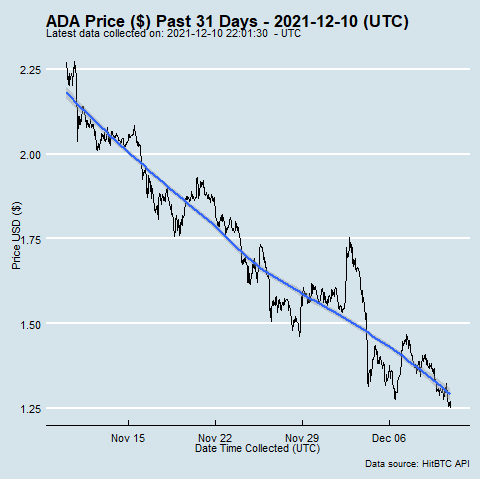 ADA Price ($) Past 31 Days - 2021-12-10 (UTC)
Latest data collected on: 2021-12-10 22:01:30  - UTC
2.25
2.00
1.75
1.50
1.25
Price USD ($)
Nov 15
Nov 22
Nov 29
Dec 06
Date Time Collected (UTC)
Data source: HitBTC API